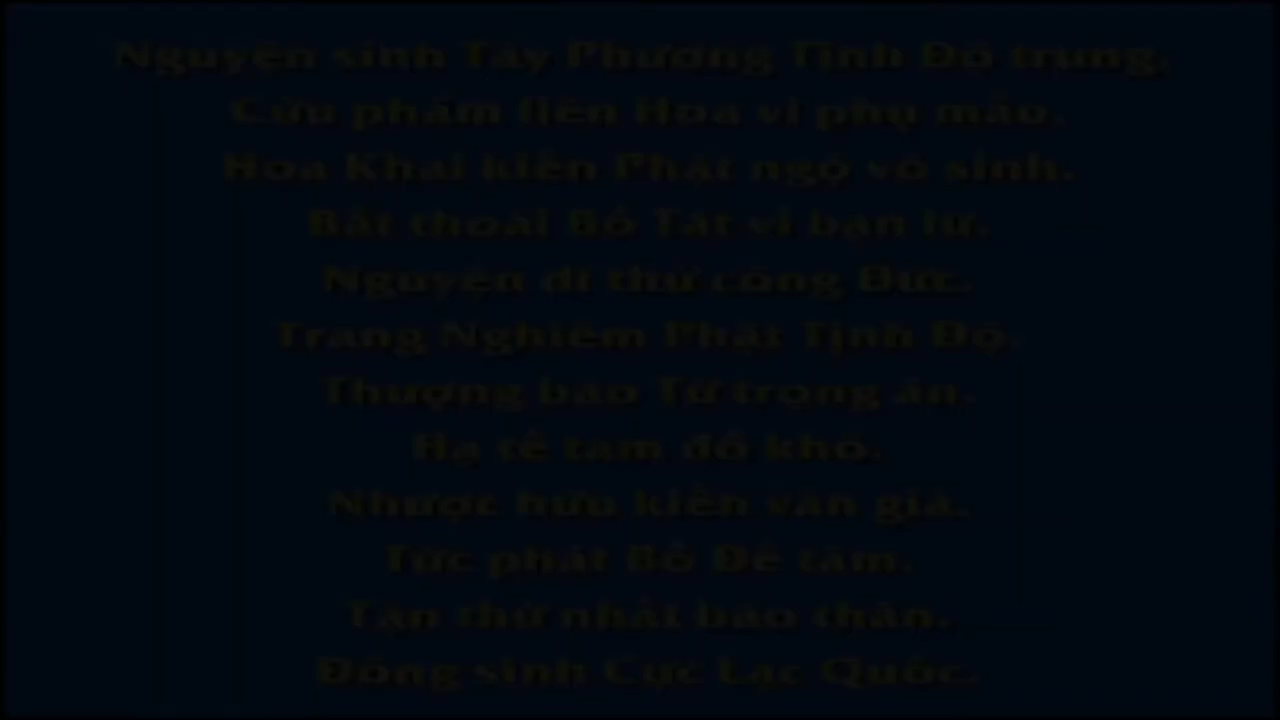 Nguyện sinh Tây Phương Tịnh Độ trung.
Cửu phẩm liên Hoa vi phụ mẫu.
Hoa Khai kiến Phật ngộ vô sinh.
Bất thoái Bồ Tát vi bạn lữ.
Nguyện dĩ thử công Đức.
Trang Nghiêm Phật Tịnh Độ.
Thượng báo Tứ trọng ân.
Hạ tế tam đồ khổ.
Nhược hữu kiến văn giả.
Tức phát Bồ Đề tâm.
Tận thử nhất báo thân.
Đồng sinh Cực Lạc Quốc.